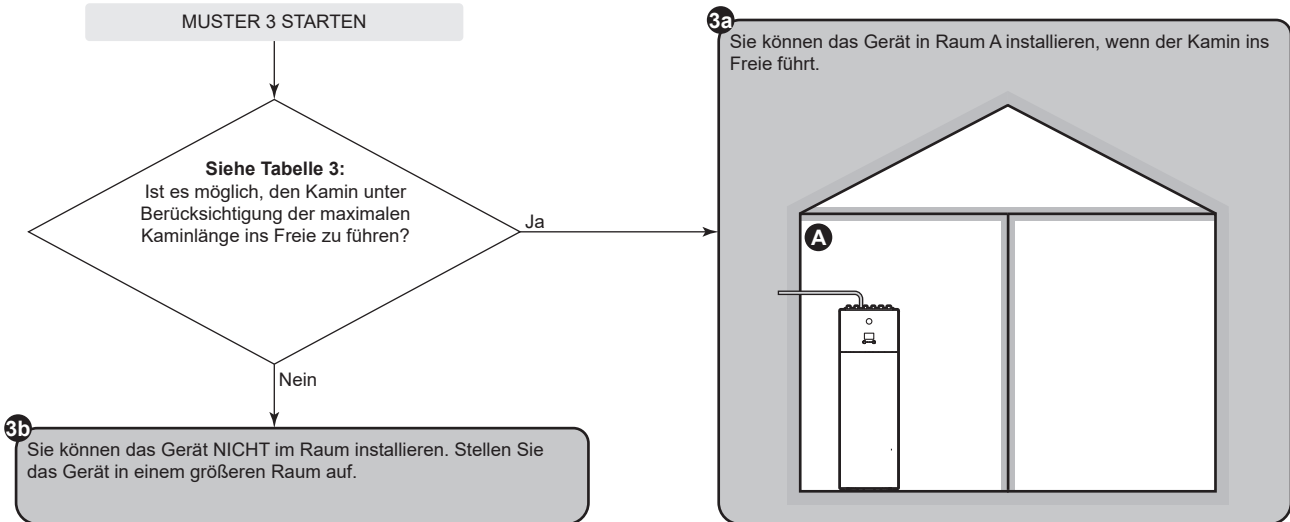 MUSTER 3 STARTEN
Siehe Tabelle 3:
Ist es möglich, den Kamin unter
Berücksichtigung der maximalen
Kaminlänge ins Freie zu führen?
Ja
Nein
3b
Sie können das Gerät NICHT im Raum installieren. Stellen Sie
das Gerät in einem größeren Raum auf.
3a
Sie können das Gerät in Raum A installieren, wenn der Kamin ins
Freie führt.
A